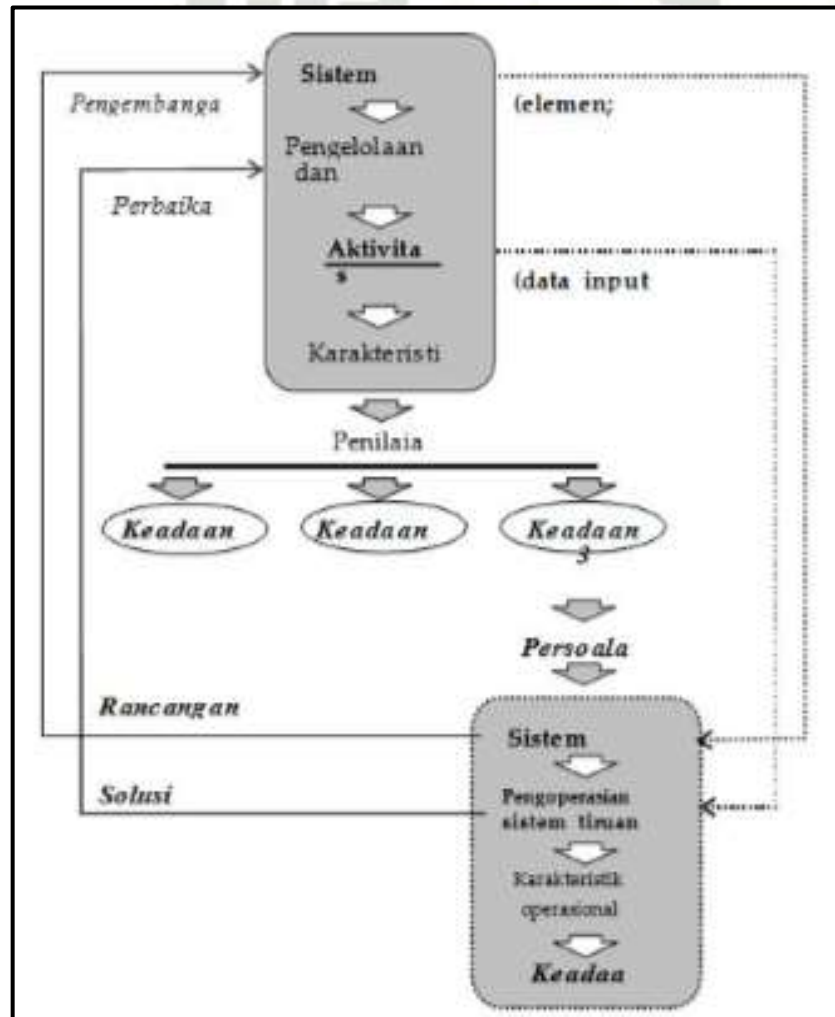 Sistem
Pengembanga
(elemen;
Pengelolaan
dan
Perbaika
Aktivita
s
(data input
Karakteristi
Penilaia
Keadaan
Keadaan
Keadaan
3
Persoala
Rancangan
Sistem
Solusi
Pengoperasian
sistem tiruan
Karakteristik
operasional
Keadaa